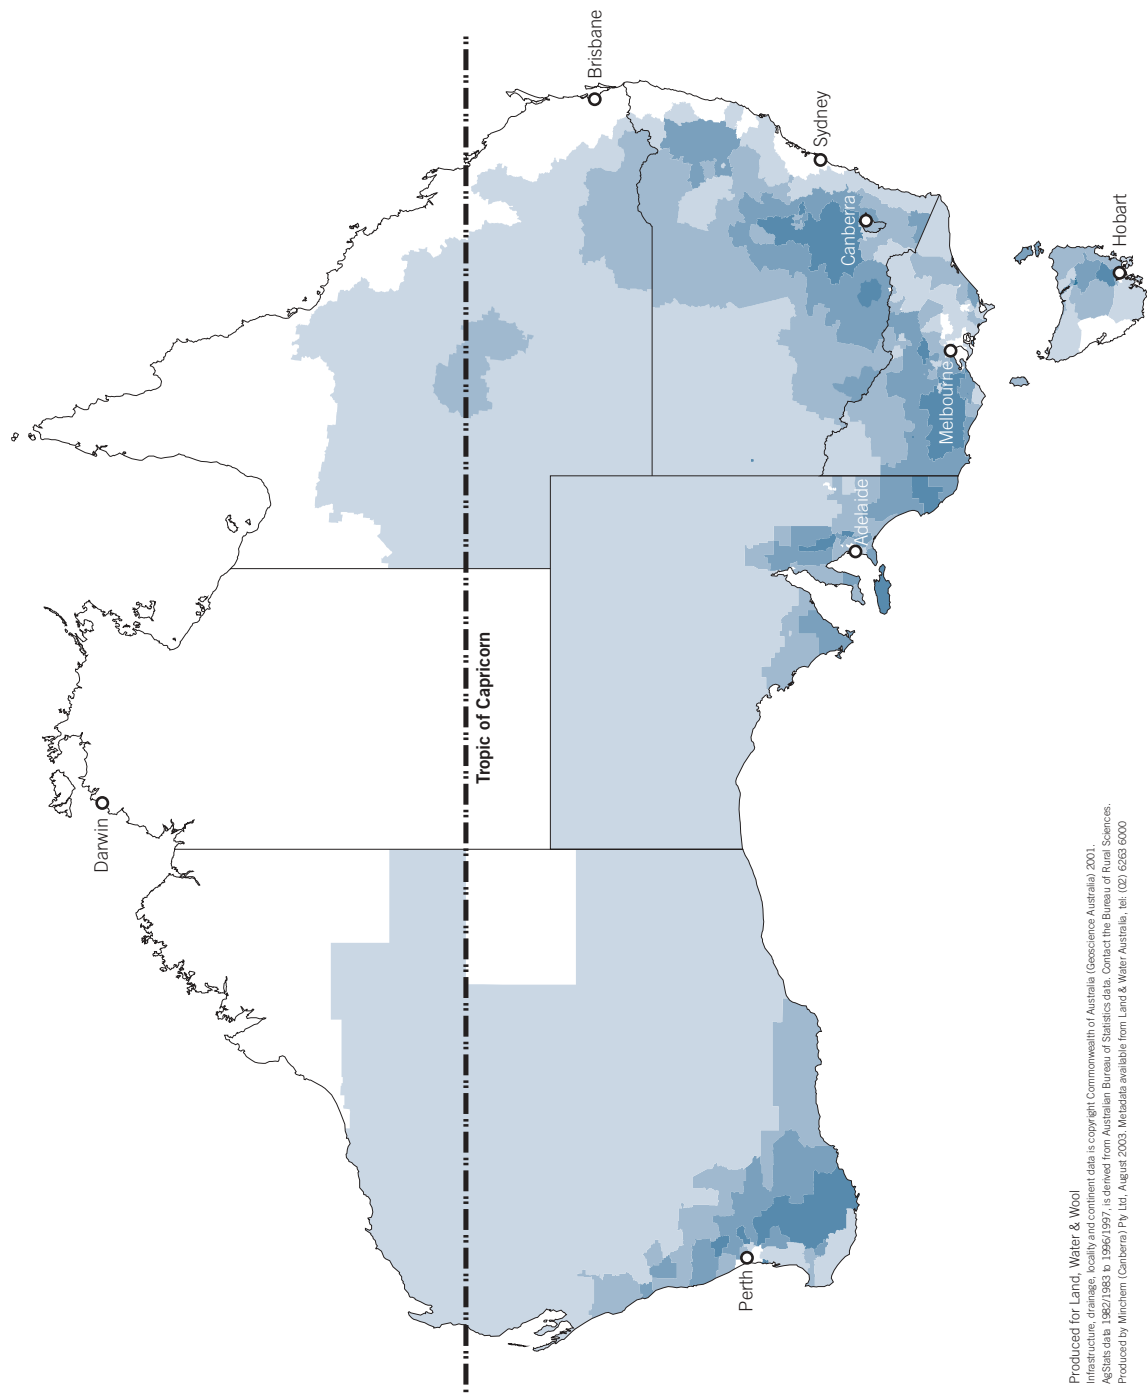 Darwin
Brisbane
Tropic of Capricorn
Perth
Adelaide
Sydney
Canberra
Melbourne
Hobart
Produced for Land, Water & Wool
Infrastructure, drainage, locality and continent data is copyright Commonwealth of Australia (Geoscience Australia) 2001.
AgStats data 1982/1983 to 1996/1997, is derived from Australian Bureau of Statistics data. Contact the Bureau of Rural Sciences.
Produced by Minchem (Canberra) Pty Ltd, August 2003. Metadata available from Land & Water Australia, tel: (02) 6263 6000